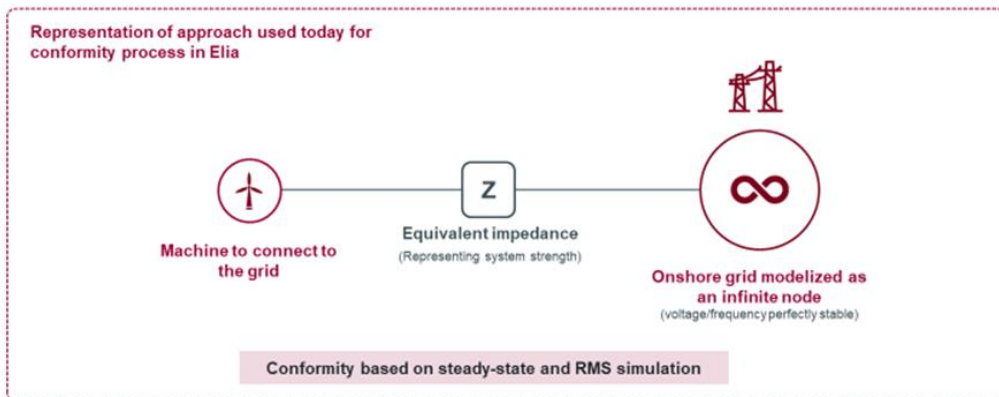 Representation of approach used today for
conformity process in Elia
Z
Equivalent impedance
(Representing system strength)
Machine to connect to
the grid
Onshore grid modelized as
an infinite node
(voltage/frequency perfectly stable)
Conformity based on steady-state and RMS simulation